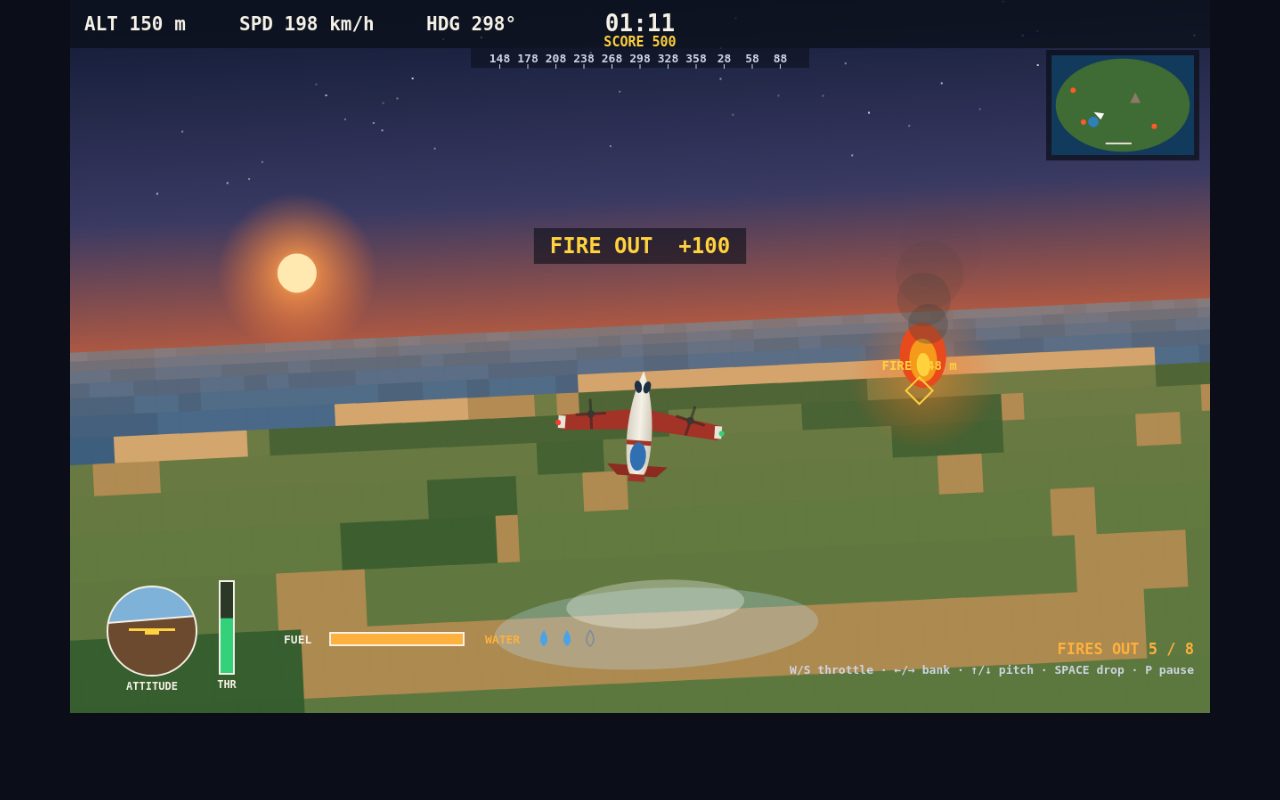 ALT 150 m SPD 198 km/h HDG 298° 01:11
SCORE 500
148 178 208 238 268 298 328 358 28 58 88
FIRE OUT +100
FIRE m
FUEL WATER
FIRES OUT 5 / 8
W/S throttle · ←/→ bank · ↑/↓ pitch · SPACE drop · P pause
ATTITUDE THR